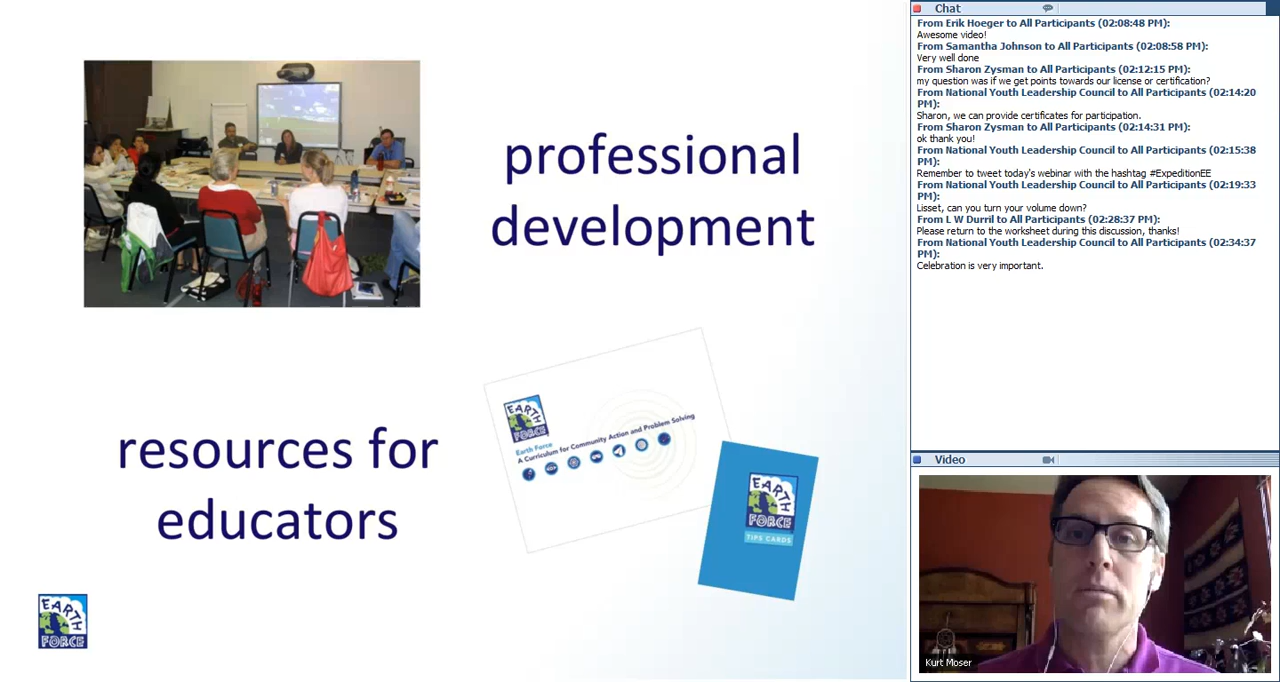 professional
development
resources for
educators
EARTH
FORCE
Earth Force
A Curriculum for Community Action and Problem Solving
EARTH
FORCE
TIPS CARDS
EARTH
FORCE
Chat
From Erik Hoeger to All Participants (02:08:48 PM):
Awesome video!
From Samantha Johnson to All Participants (02:08:58 PM):
Very well done
From Sharon Zysman to All Participants (02:12:15 PM):
my question was if we get points towards our license or certification?
From National Youth Leadership Council to All Participants (02:14:20
PM):
Sharon, we can provide certificates for participation.
From Sharon Zysman to All Participants (02:14:31 PM):
ok thank you!
From National Youth Leadership Council to All Participants (02:15:38
PM):
Remember to tweet today's webinar with the hashtag #ExpeditionEE
From National Youth Leadership Council to All Participants (02:19:33
PM):
Lisset, can you turn your volume down?
From L W Durril to All Participants (02:28:37 PM):
Please return to the worksheet during this discussion, thanks!
From National Youth Leadership Council to All Participants (02:34:37
PM):
Celebration is very important.
Video
Kurt Moser